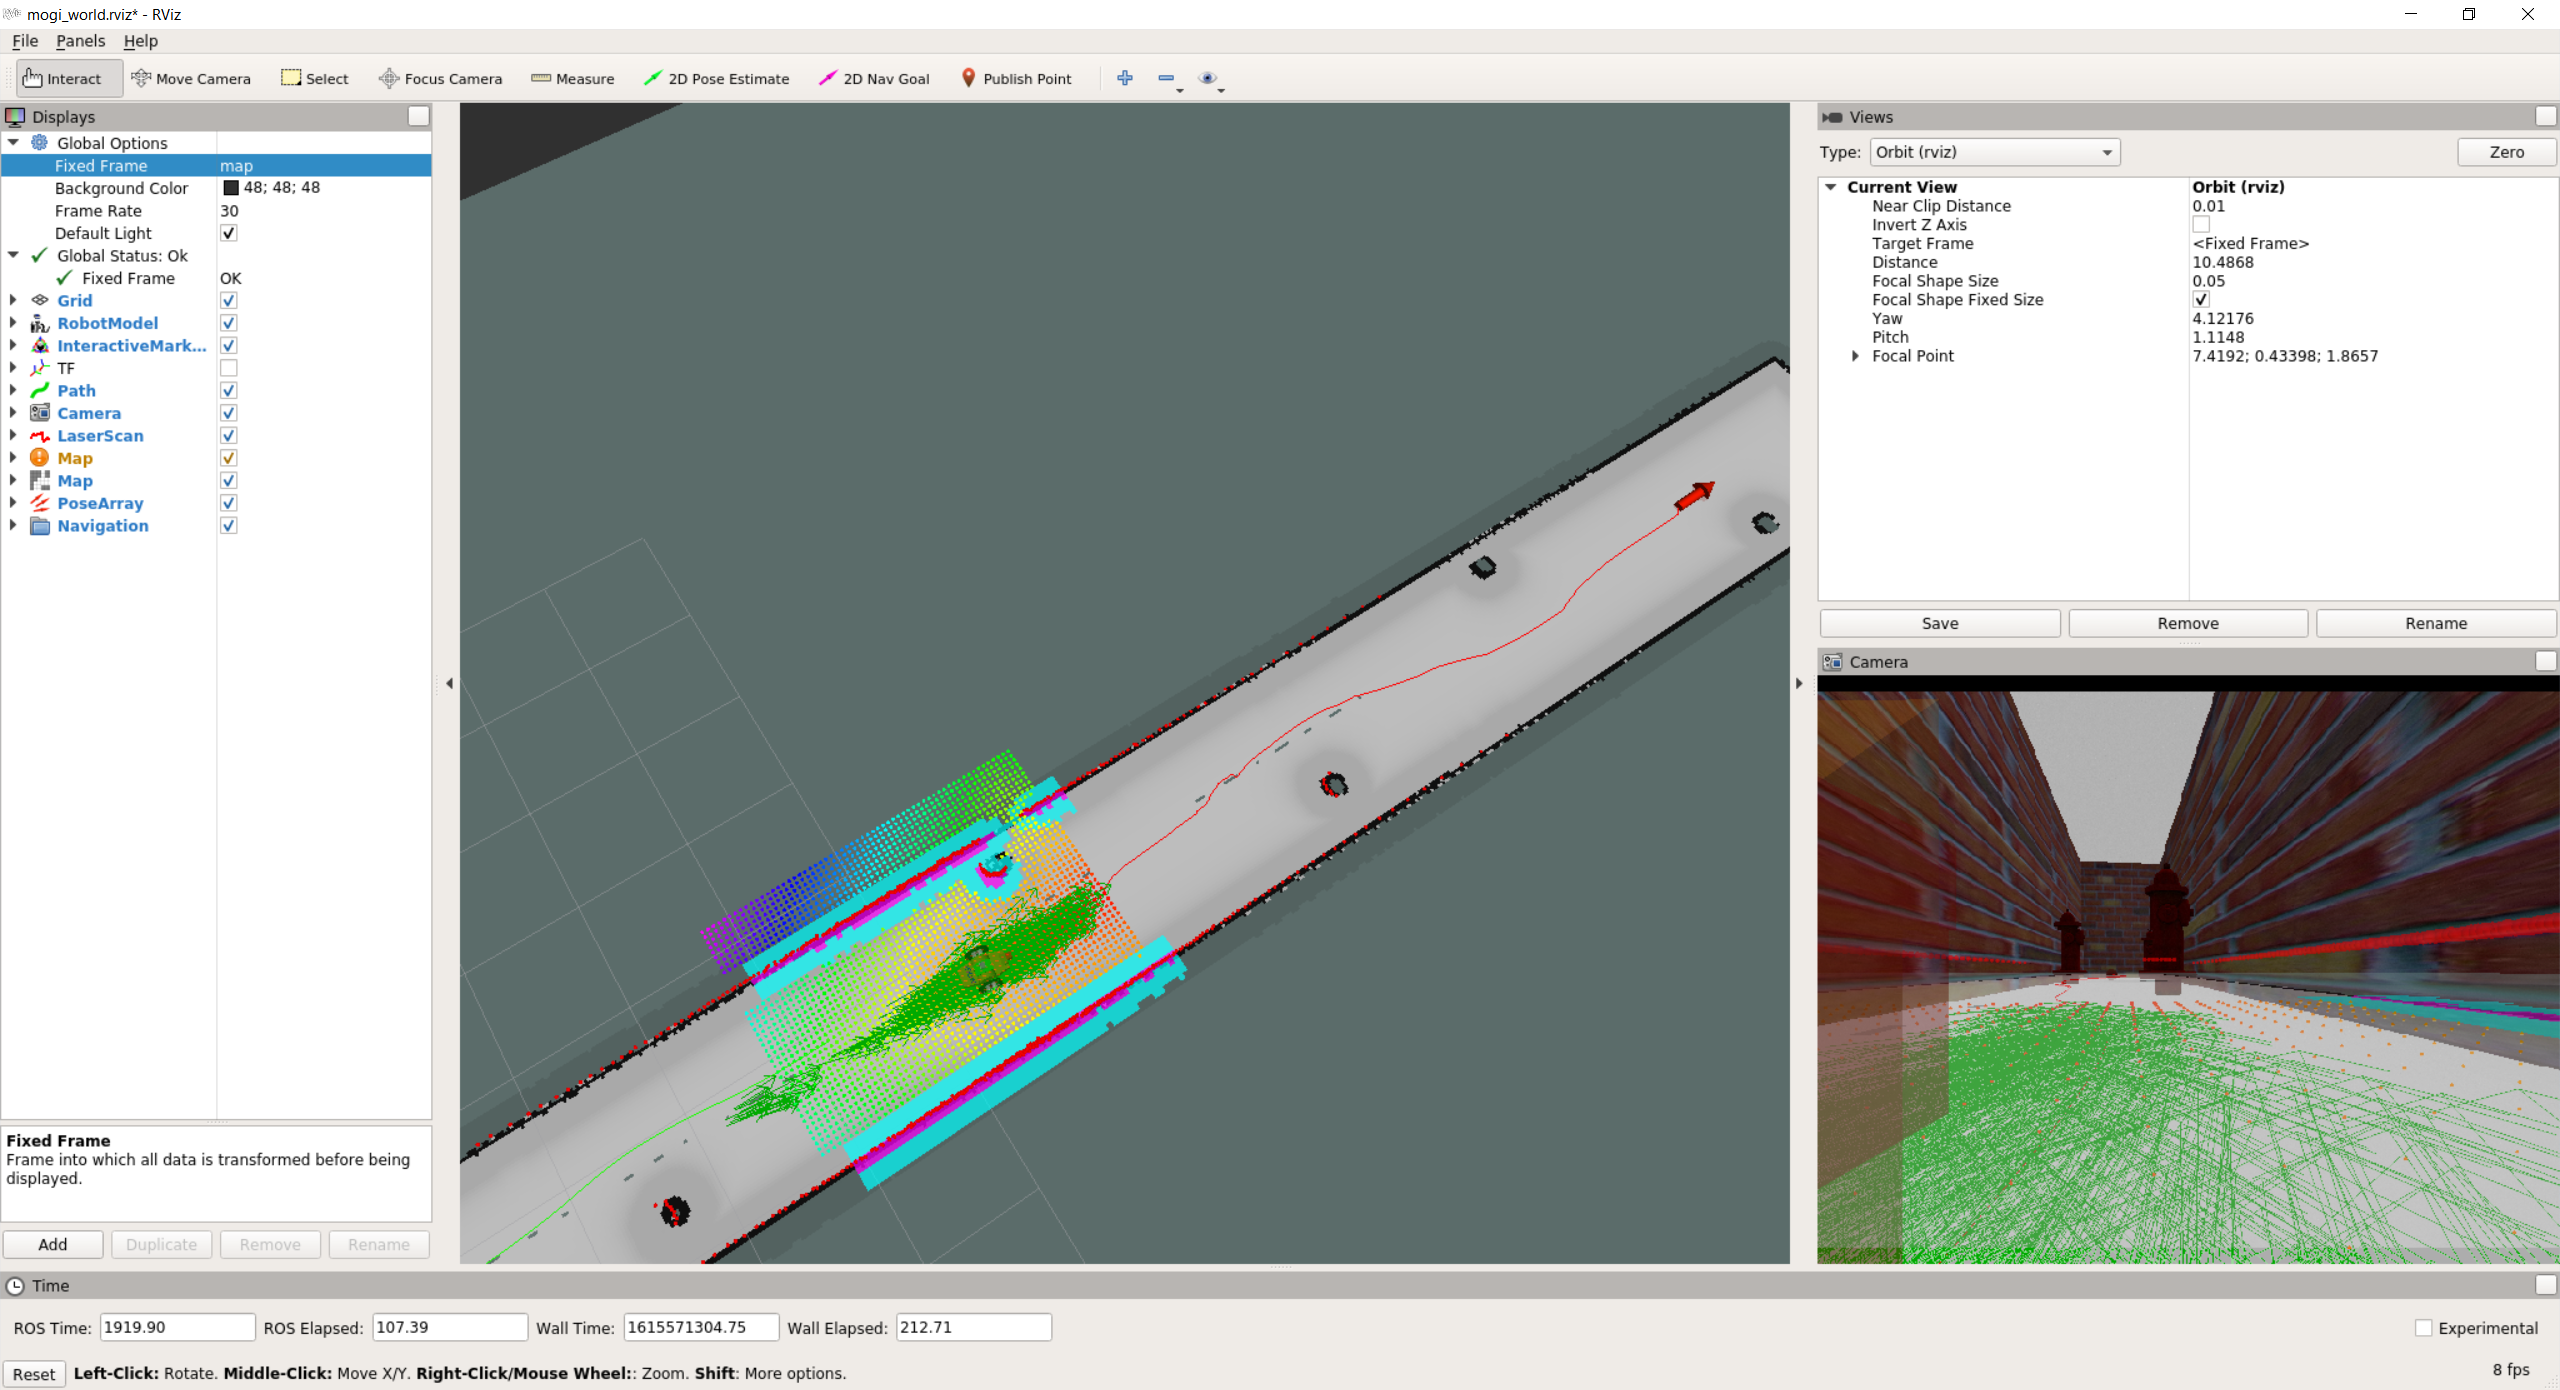 mogi_world.rviz* - RViz
File Panels Help
Interact Move Camera Select Focus Camera Measure 2D Pose Estimate 2D Nav Goal Publish Point
Displays
Global Options
Fixed Frame map
Background Color 48; 48; 48
Frame Rate 30
Default Light
Global Status: Ok
Fixed Frame OK
Grid
RobotModel
InteractiveMark...
TF
Path
Camera
LaserScan
Map
Map
PoseArray
Navigation
Fixed Frame
Frame into which all data is transformed before being
displayed.
Add Duplicate Remove Rename
Views
Type: Orbit (rviz) Zero
Current View Orbit (rviz)
Near Clip Distance 0.01
Invert Z Axis
Target Frame <Fixed Frame>
Distance 10.4868
Focal Shape Size 0.05
Focal Shape Fixed Size
Yaw 4.12176
Pitch 1.1148
Focal Point 7.4192; 0.43398; 1.8657
Save Remove Rename
Camera
Time
ROS Time: 1919.90 ROS Elapsed: 107.39 Wall Time: 1615571304.75 Wall Elapsed: 212.71 Experimental
Reset Left-Click: Rotate. Middle-Click: Move X/Y. Right-Click/Mouse Wheel:: Zoom. Shift: More options. 8 fps